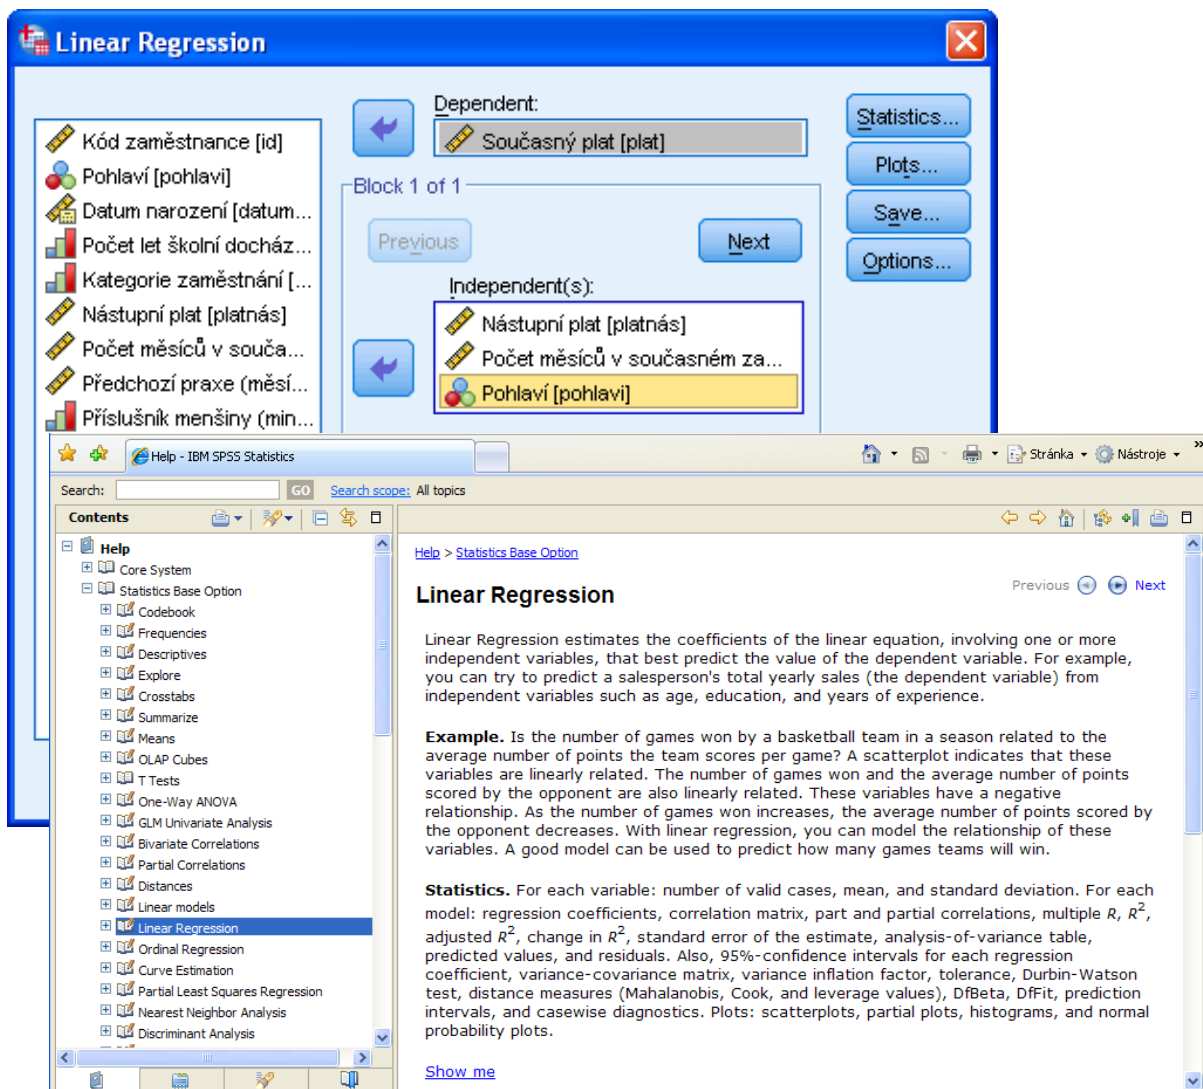 Linear Regression
Dependent:
Současný plat [plat]
Statistics...
Plots...
Save...
Options...
Kód zaměstnance [id]
Pohlaví [pohlavi]
Datum narození [datum...
Počet let školní docház...
Kategorie zaměstnání [...
Nástupní plat [platnás]
Počet měsíců v souča...
Předchozí praxe (měsí...
Příslušník menšiny (min...
Block 1 of 1
Previous
Next
Independent(s):
Nástupní plat [platnás]
Počet měsíců v současném za...
Pohlaví [pohlavi]
Help - IBM SPSS Statistics
Stránka
Nástroje
Search:
GO
Search scope: All topics
Contents
Help
Core System
Statistics Base Option
Codebook
Frequencies
Descriptives
Explore
Crosstabs
Summarize
Means
OLAP Cubes
T Tests
One-Way ANOVA
GLM Univariate Analysis
Bivariate Correlations
Partial Correlations
Distances
Linear models
Linear Regression
Ordinal Regression
Curve Estimation
Partial Least Squares Regression
Nearest Neighbor Analysis
Discriminant Analysis
Help > Statistics Base Option
Previous Next
Linear Regression
Linear Regression estimates the coefficients of the linear equation, involving one or more
independent variables, that best predict the value of the dependent variable. For example,
you can try to predict a salesperson's total yearly sales (the dependent variable) from
independent variables such as age, education, and years of experience.
Example. Is the number of games won by a basketball team in a season related to the
average number of points the team scores per game? A scatterplot indicates that these
variables are linearly related. The number of games won and the average number of points
scored by the opponent are also linearly related. These variables have a negative
relationship. As the number of games won increases, the average number of points scored by
the opponent decreases. With linear regression, you can model the relationship of these
variables. A good model can be used to predict how many games teams will win.
Statistics. For each variable: number of valid cases, mean, and standard deviation. For each
model: regression coefficients, correlation matrix, part and partial correlations, multiple R, R²,
adjusted R², change in R², standard error of the estimate, analysis-of-variance table,
predicted values, and residuals. Also, 95%-confidence intervals for each regression
coefficient, variance-covariance matrix, variance inflation factor, tolerance, Durbin-Watson
test, distance measures (Mahalanobis, Cook, and leverage values), DfBeta, DfFit, prediction
intervals, and casewise diagnostics. Plots: scatterplots, partial plots, histograms, and normal
probability plots.
Show me